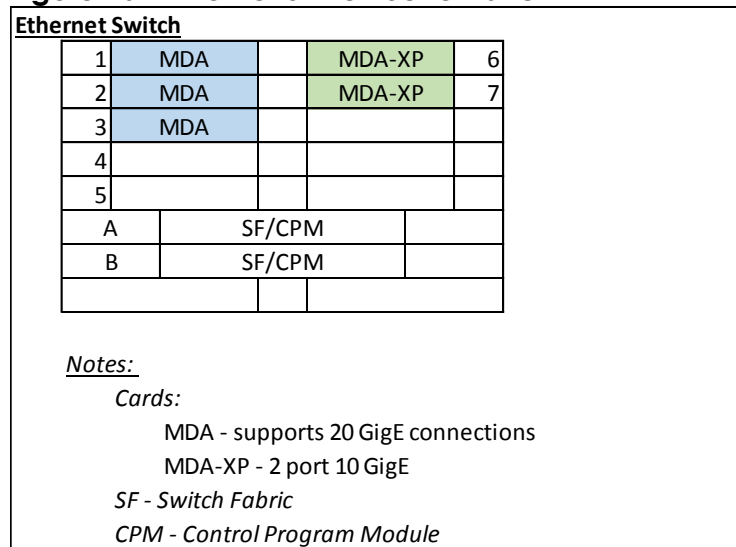 Ethernet Switch
1 MDA MDA-XP 6
2 MDA MDA-XP 7
3 MDA
4
5
A SF/CPM
B SF/CPM
Notes:
Cards:
MDA - supports 20 GigE connections
MDA-XP - 2 port 10 GigE
SF - Switch Fabric
CPM - Control Program Module